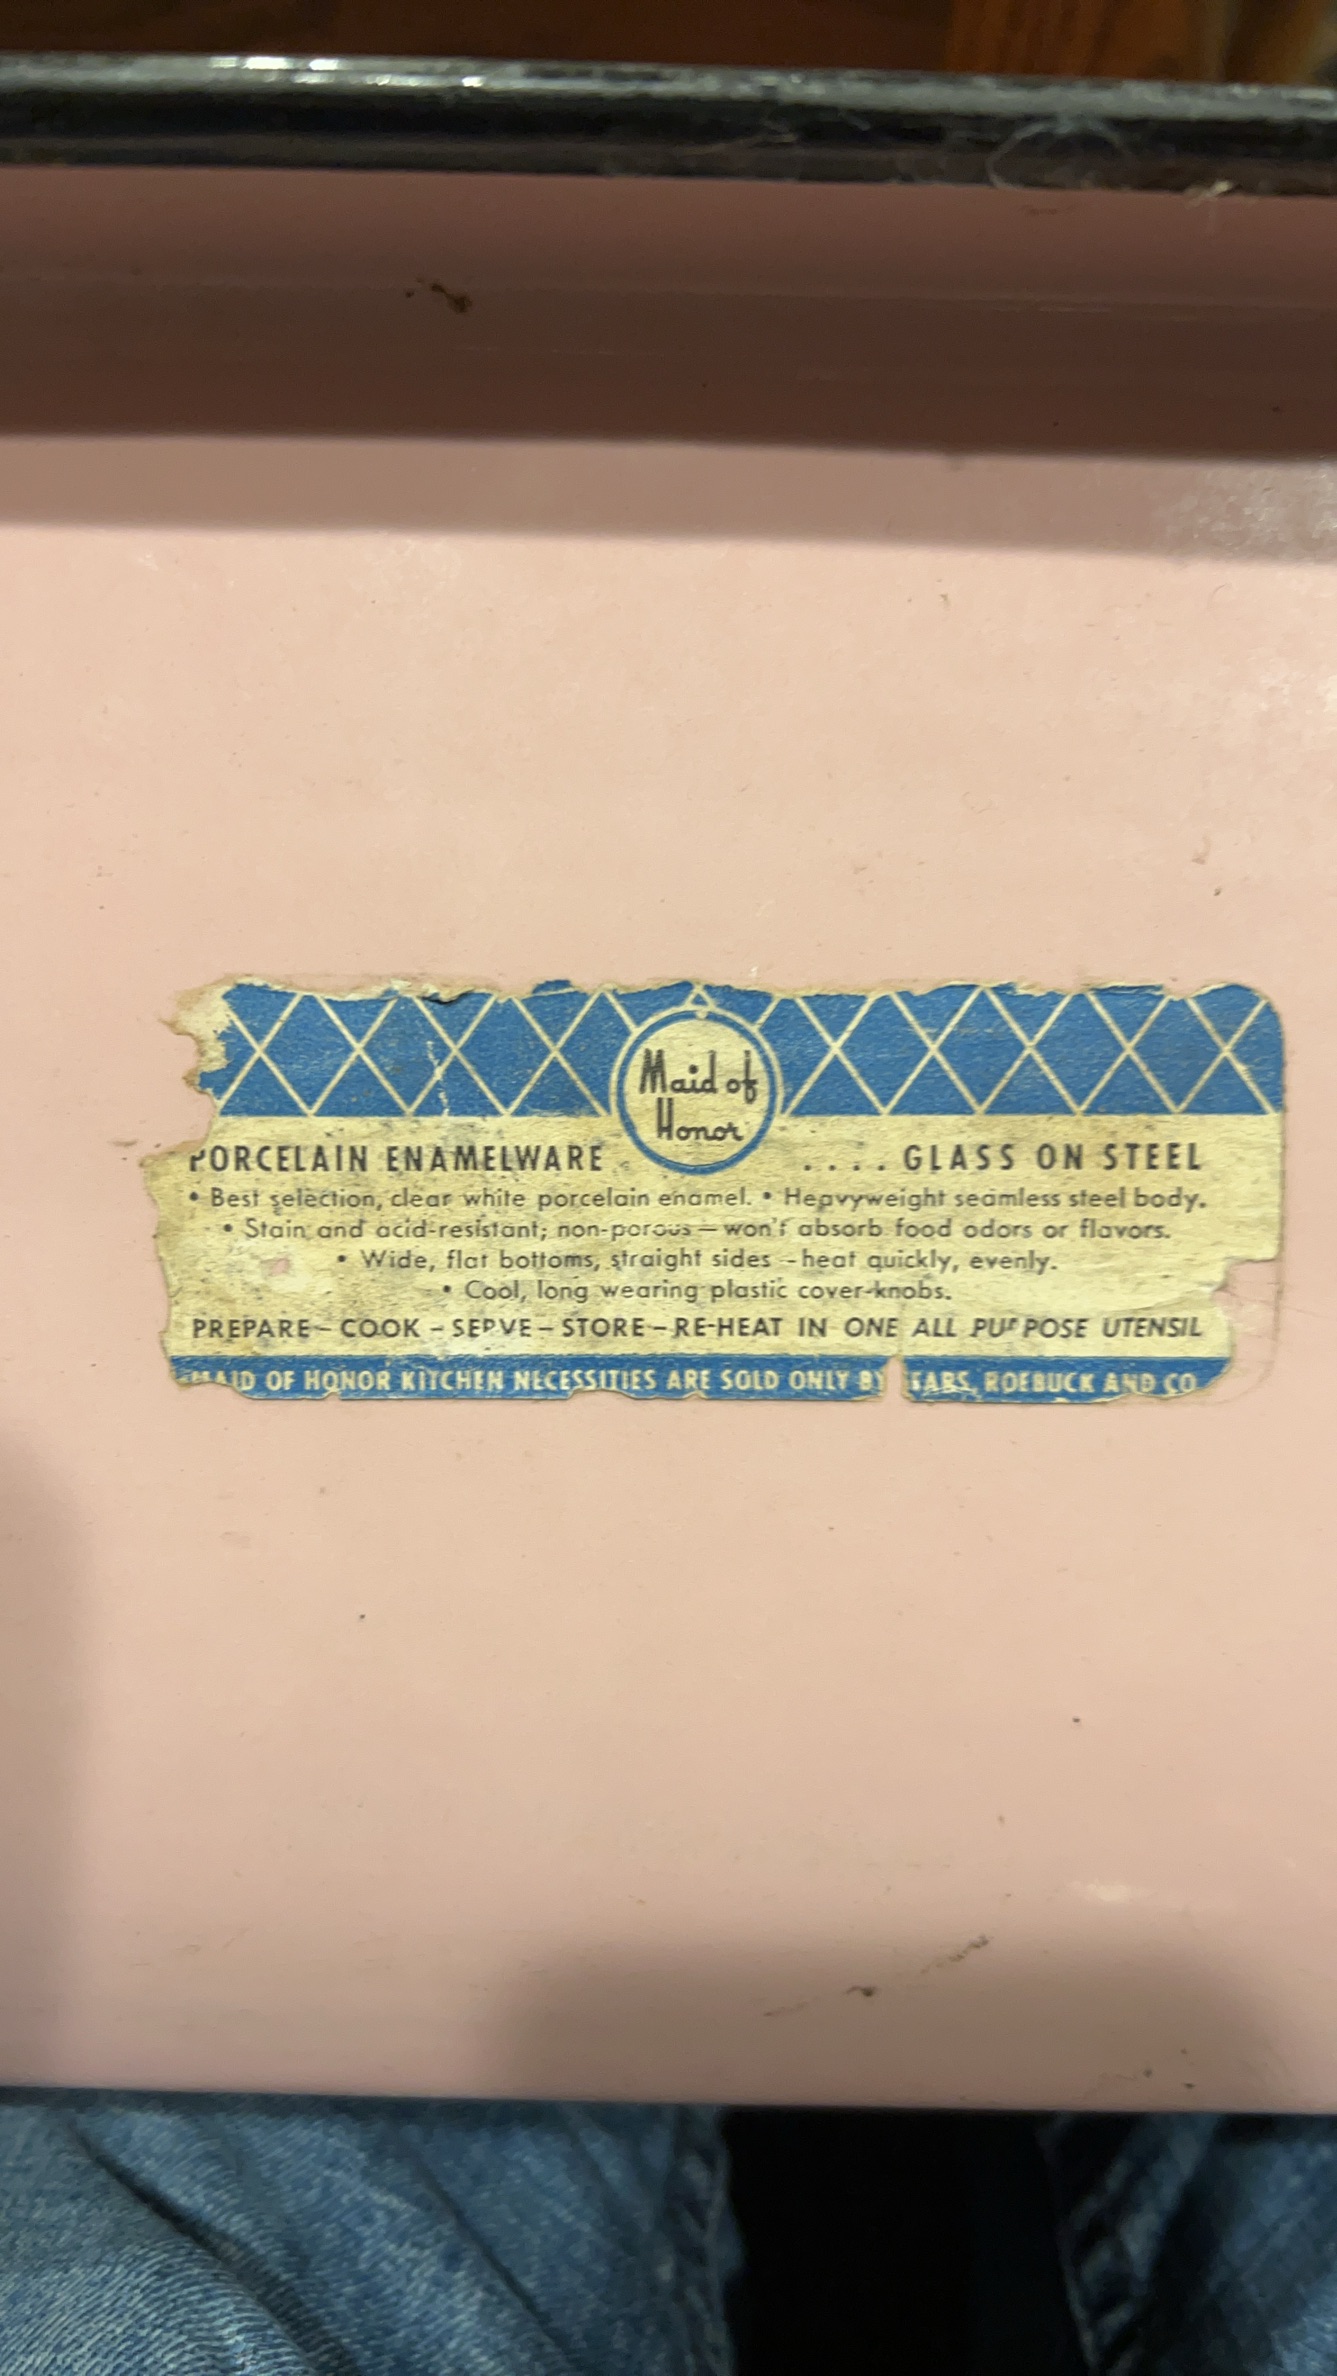 Maid of
Honor
PORCELAIN ENAMELWARE .... GLASS ON STEEL
• Best selection, clear white porcelain enamel. • Heavyweight seamless steel body.
• Stain and acid-resistant; non-porous — won't absorb food odors or flavors.
• Wide, flat bottoms, straight sides - heat quickly, evenly.
• Cool, long wearing plastic cover-knobs.
PREPARE - COOK - SERVE - STORE - RE-HEAT IN ONE ALL PURPOSE UTENSIL
MAID OF HONOR KITCHEN NECESSITIES ARE SOLD ONLY BY SEARS, ROEBUCK AND CO